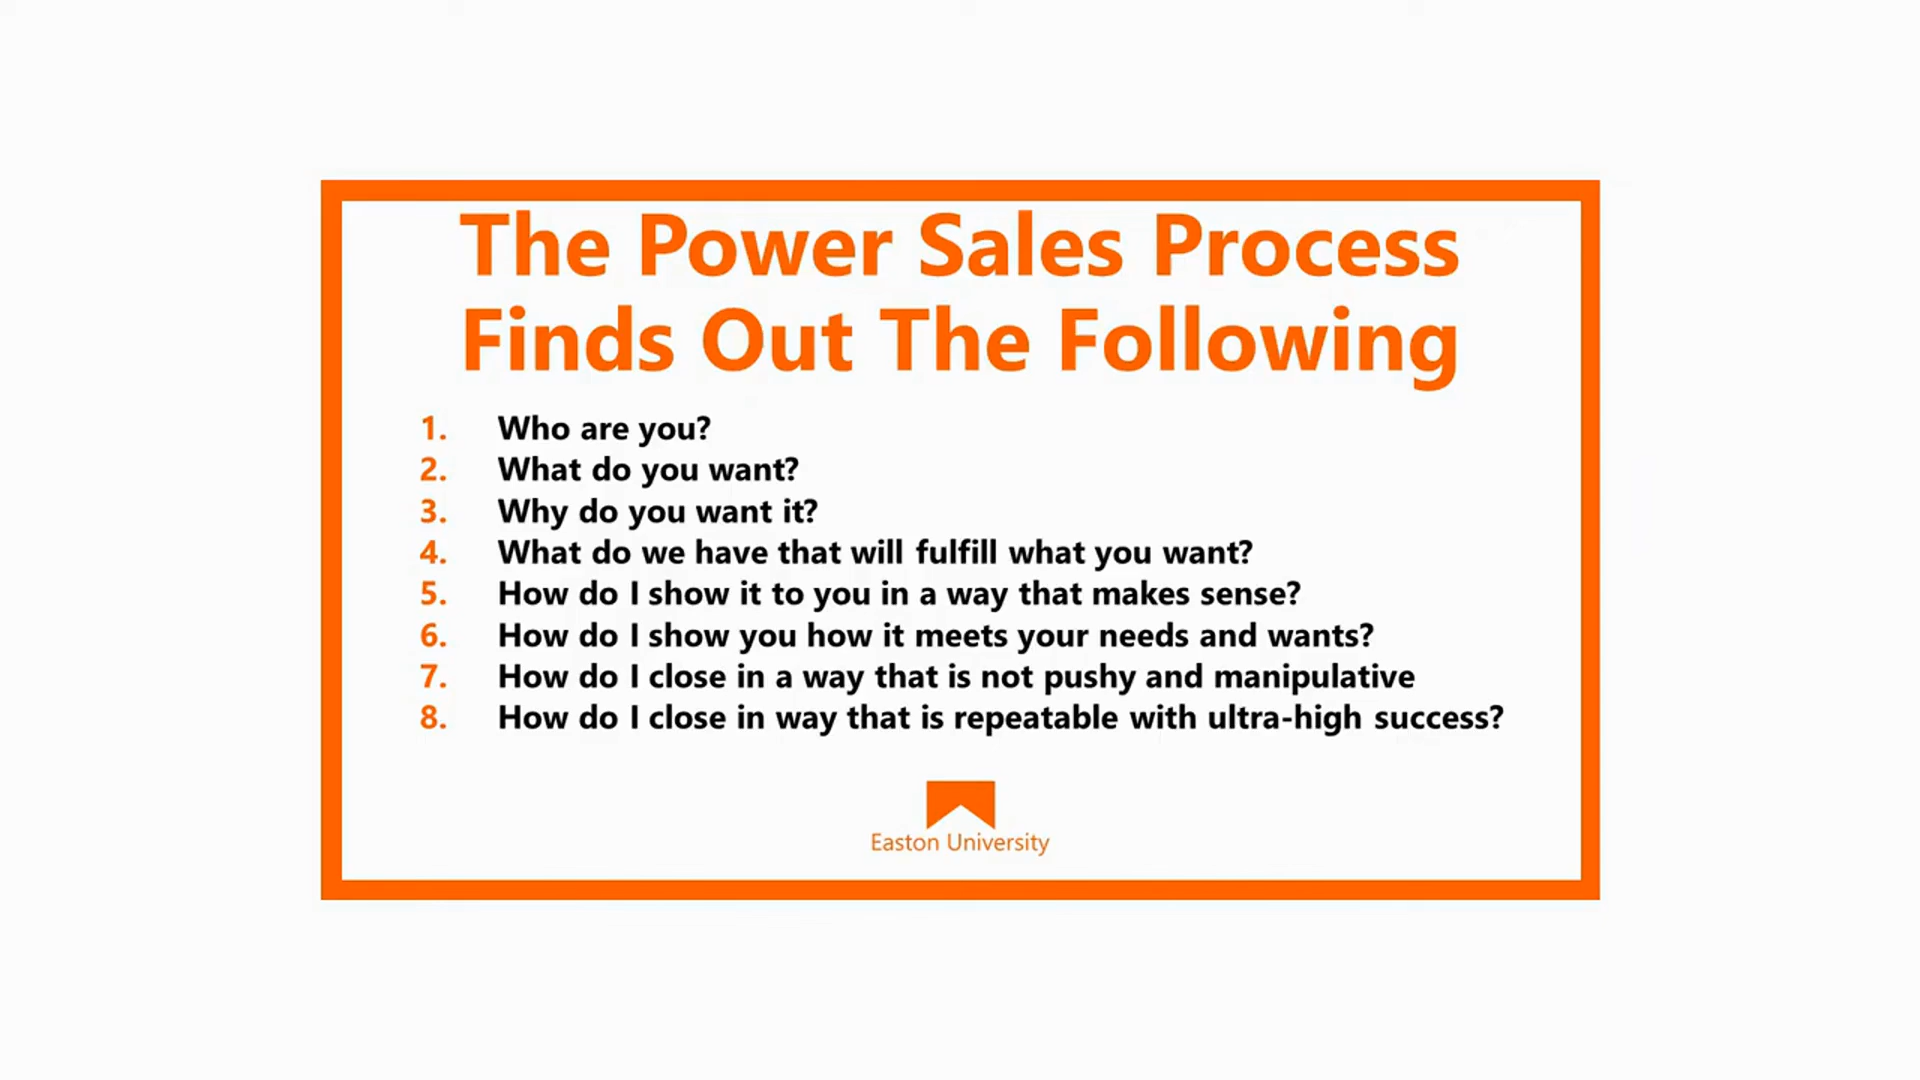 The Power Sales Process
Finds Out The Following
1. Who are you?
2. What do you want?
3. Why do you want it?
4. What do we have that will fulfill what you want?
5. How do I show it to you in a way that makes sense?
6. How do I show you how it meets your needs and wants?
7. How do I close in a way that is not pushy and manipulative
8. How do I close in way that is repeatable with ultra-high success?
Easton University